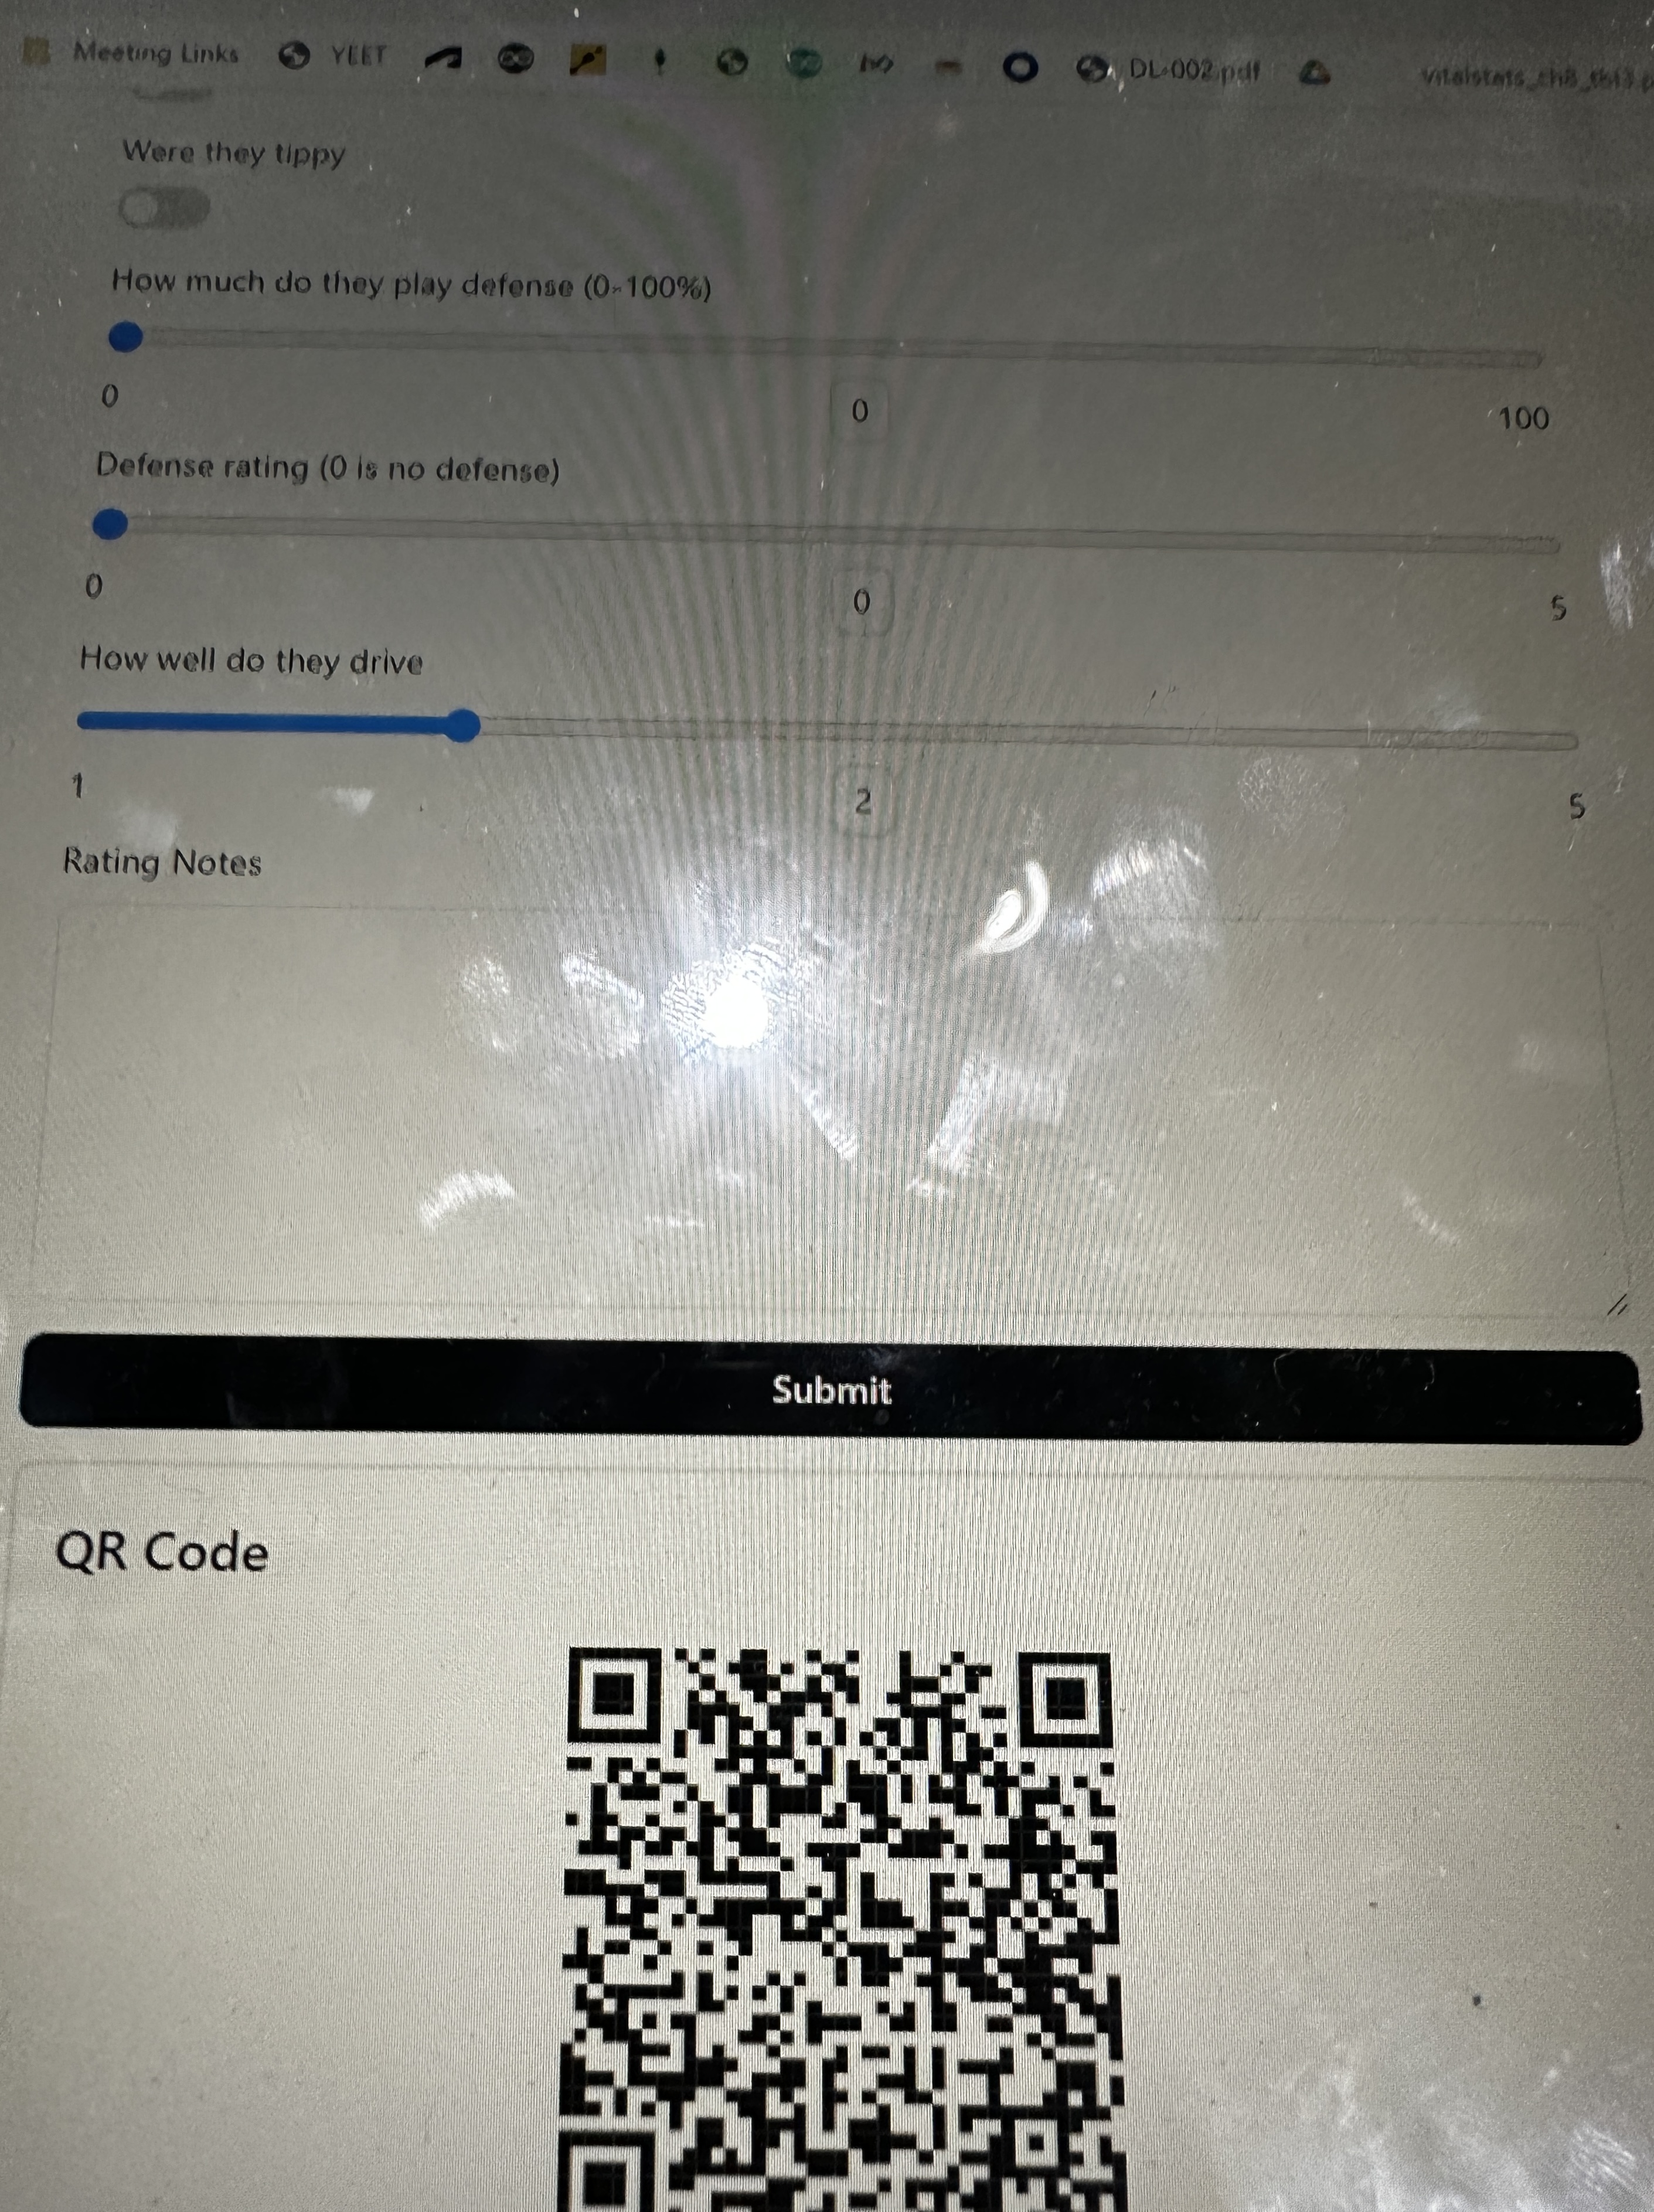 Meeting Links YEET DL-002.pdf
Were they tippy
How much do they play defense (0-100%)
0 0 100
Defense rating (0 is no defense)
0 0 5
How well do they drive
1 2 5
Rating Notes
Submit
QR Code